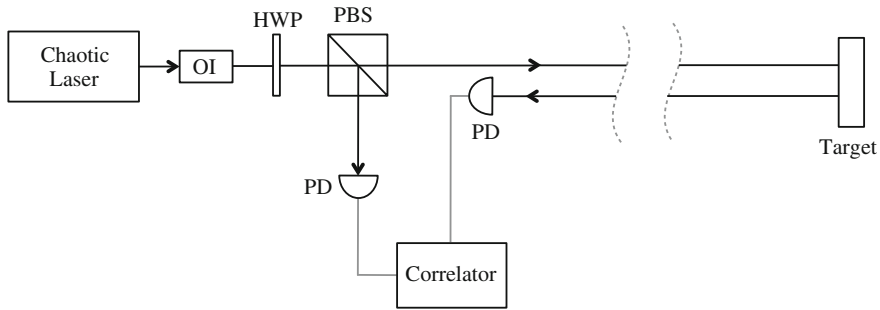 HWP
PBS
Chaotic
Laser
OI
PD
Target
PD
Correlator